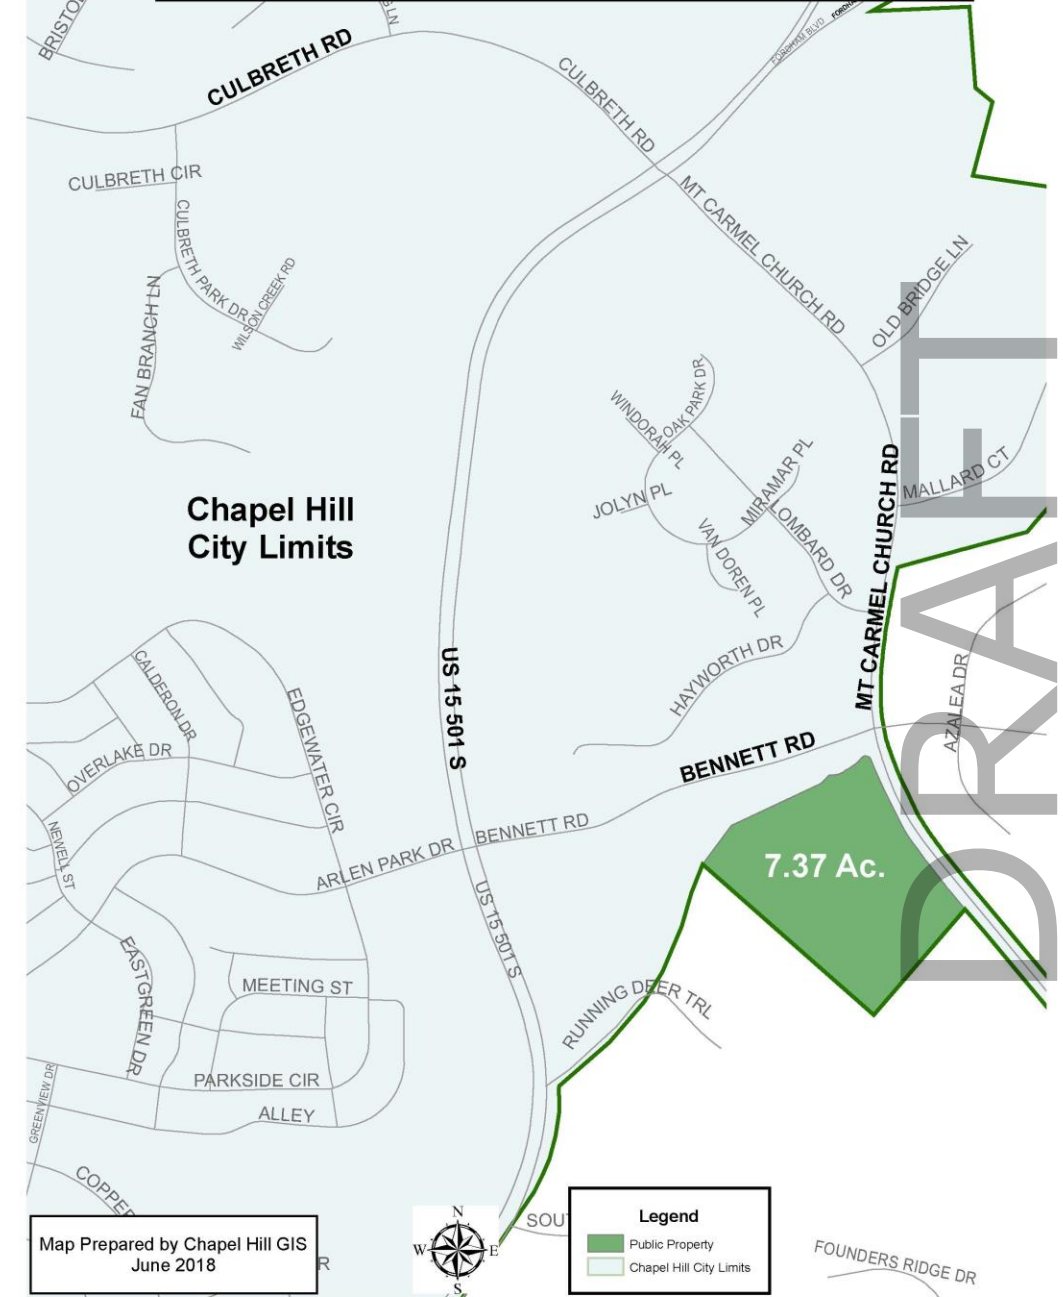 BRISTO
LN
CULBRETH RD
CULBRETH RD
FORDHAM BLVD
CULBRETH CIR
CULBRETH PARK DR
WILSON CREEK RD
FAN BRANCH LN
MT CARMEL CHURCH RD
OLD BRIDGE LN
WINDORAH PL
OAK PARK DR
JOLYN PL
MIRAMAR PL
VAN DOREN PL
LOMBARD DR
MALLARD CT
MT CARMEL CHURCH RD
Chapel Hill
City Limits
DRAFT
CALDERON DR
EDGEWATER CIR
OVERLAKE DR
NEWELL ST
US 15 501 S
HAYWORTH DR
AZALEA DR
BENNETT RD
BENNETT RD
ARLEN PARK DR
7.37 Ac.
US 15 501 S
EASTGREEN DR
MEETING ST
RUNNING DEER TRL
PARKSIDE CIR
ALLEY
GREENVIEW DR
COPPER
SOU
R
FOUNDERS RIDGE DR
Map Prepared by Chapel Hill GIS
June 2018
N
W E
S
Legend
Public Property
Chapel Hill City Limits